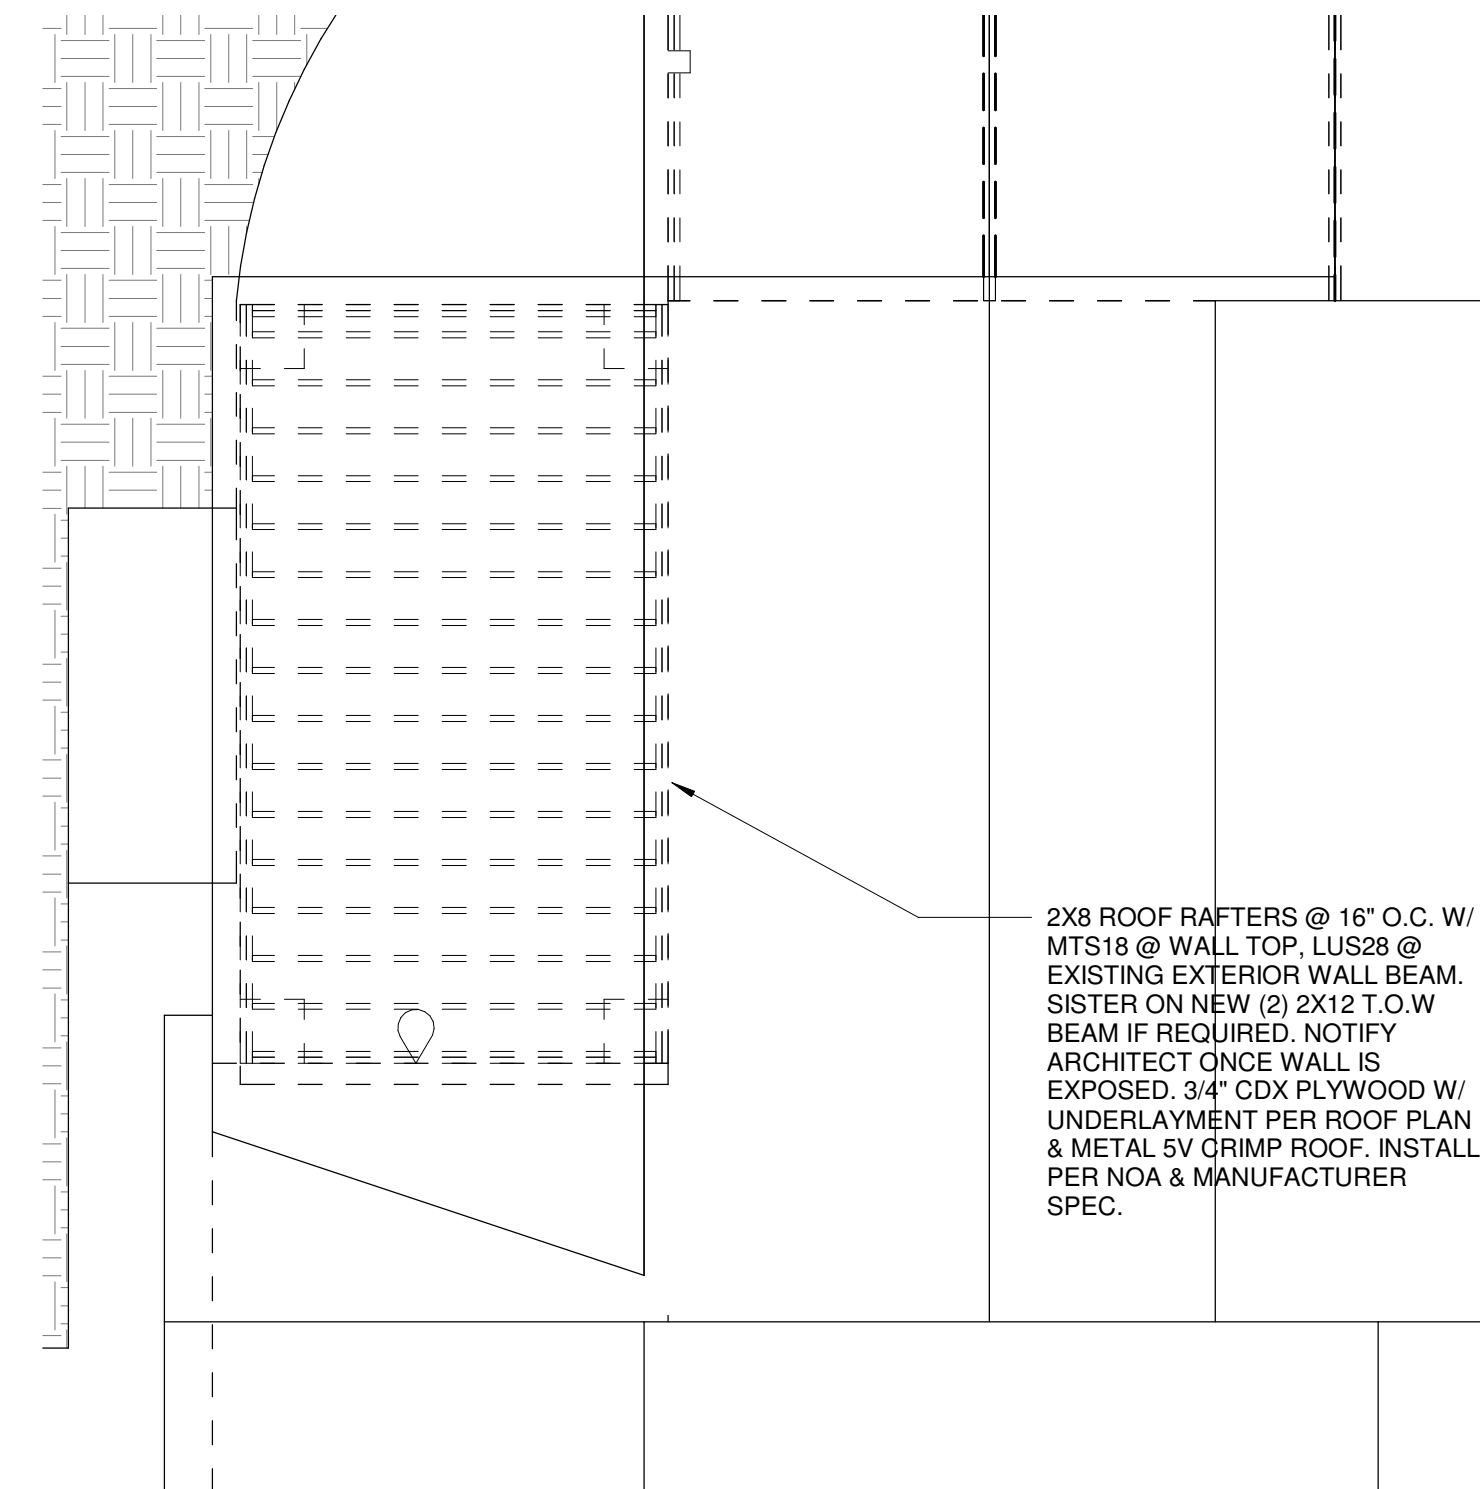 2X8 ROOF RAFTERS @ 16" O.C. W/
MTS18 @ WALL TOP, LUS28 @
EXISTING EXTERIOR WALL BEAM.
SISTER ON NEW (2) 2X12 T.O.W
BEAM IF REQUIRED. NOTIFY
ARCHITECT ONCE WALL IS
EXPOSED. 3/4" CDX PLYWOOD W/
UNDERLAYMENT PER ROOF PLAN
& METAL 5V CRIMP ROOF. INSTALL
PER NOA & MANUFACTURER
SPEC.